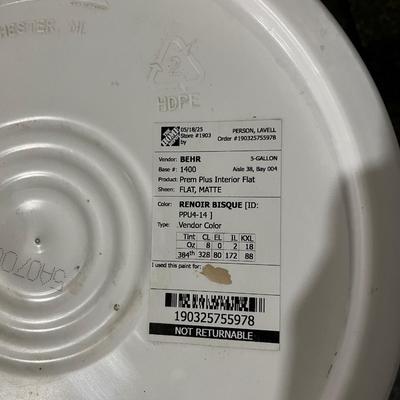 CHESTER, MI
2
HDPE
05/18/25
Store #1903
by
PERSON, LAVELL
Order #190325755978
Vendor: BEHR
5-GALLON
Base #: 1400
Aisle 38, Bay 004
Product: Prem Plus Interior Flat
Sheen: FLAT, MATTE
Color: RENOIR BISQUE [ID:
PPU4-14 ]
Type: Vendor Color
Tint CL EL IL KXL
Oz 8 0 2 18
384th 328 80 172 88
I used this paint for:
190325755978
NOT RETURNABLE